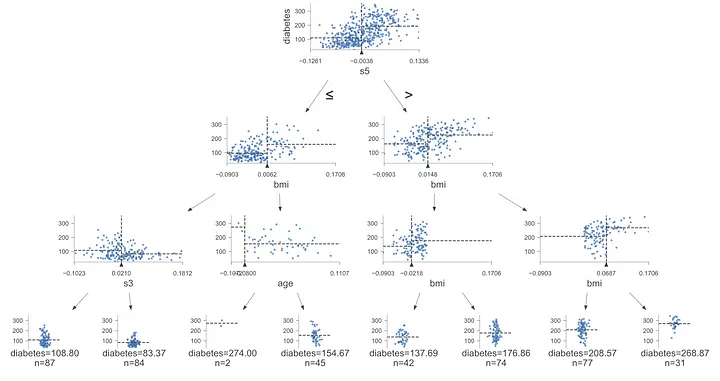 diabetes
300
200
100
−0.1261 −0.0038 0.1336
s5
≤ >
300 300
200 200
100 100
−0.0903 0.0062 0.1706 −0.0903 0.0148 0.1706
bmi bmi
300 300 300 300
200 200 200 200
100 100 100 100
−0.1023 0.0210 0.1812 0.1107 −0.0903 −0.0218 0.1706 −0.0903 0.0687 0.1706
s3 age bmi bmi
300 300 300 300 300 300 300 300
200 200 200 200 200 200 200 200
100 100 100 100 100 100 100 100
diabetes=108.80 diabetes=83.37 diabetes=274.00 diabetes=154.67 diabetes=137.69 diabetes=176.86 diabetes=208.57 diabetes=268.87
n=87 n=84 n=2 n=45 n=42 n=74 n=77 n=31